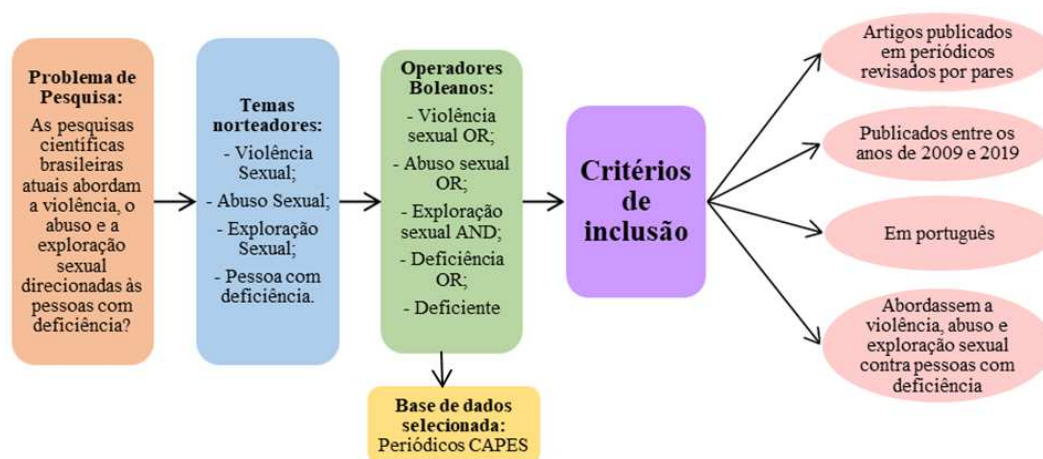 Problema de
Pesquisa:
As pesquisas
científicas
brasileiras
atuais abordam
a violência, o
abuso e a
exploração
sexual
direcionadas às
pessoas com
deficiência?
Temas
norteadores:
- Violência
Sexual;
- Abuso Sexual;
- Exploração
Sexual;
- Pessoa com
deficiência.
Operadores
Boleanos:
- Violência
sexual OR;
- Abuso sexual
OR;
- Exploração
sexual AND;
- Deficiência
OR;
- Deficiente
Base de dados
selecionada:
Periódicos CAPES
Critérios
de
inclusão
Artigos publicados
em periódicos
revisados por pares
Publicados entre os
anos de 2009 e 2019
Em português
Abordassem a
violência, abuso e
exploração sexual
contra pessoas com
deficiência